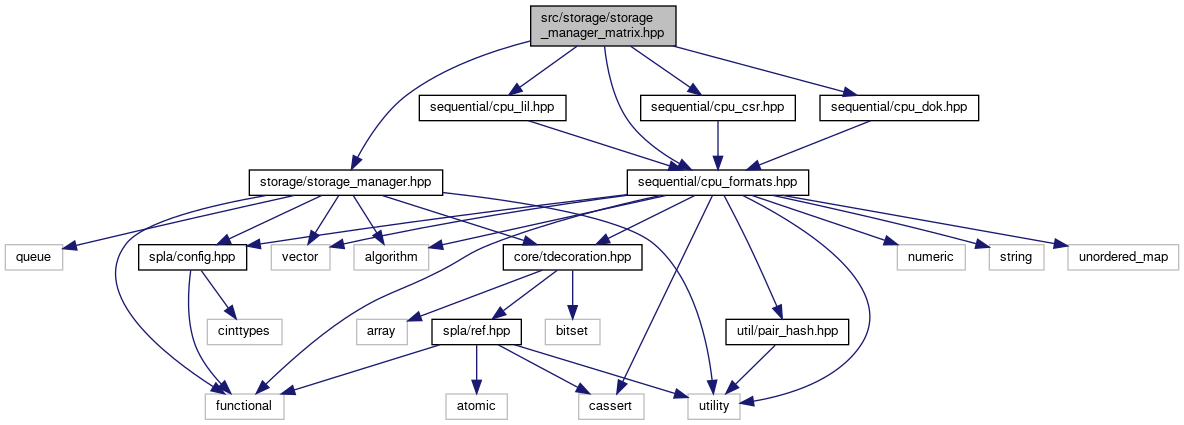 src/storage/storage
_manager_matrix.hpp
sequential/cpu_lil.hpp
sequential/cpu_csr.hpp
sequential/cpu_dok.hpp
storage/storage_manager.hpp
sequential/cpu_formats.hpp
queue
spla/config.hpp
vector
algorithm
core/tdecoration.hpp
numeric
string
unordered_map
cinttypes
array
spla/ref.hpp
bitset
util/pair_hash.hpp
functional
atomic
cassert
utility